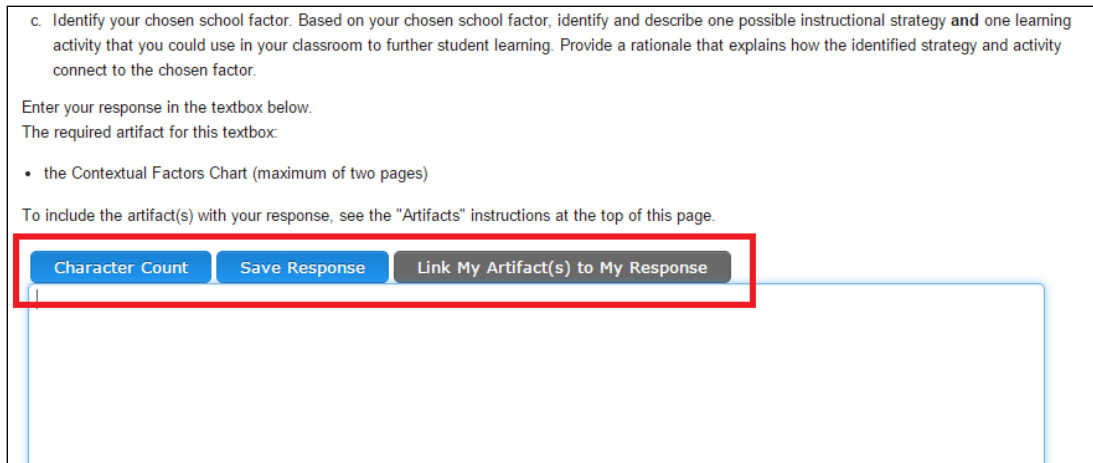 c. Identify your chosen school factor. Based on your chosen school factor, identify and describe one possible instructional strategy and one learning
activity that you could use in your classroom to further student learning. Provide a rationale that explains how the identified strategy and activity
connect to the chosen factor.
Enter your response in the textbox below.
The required artifact for this textbox:
• the Contextual Factors Chart (maximum of two pages)
To include the artifact(s) with your response, see the "Artifacts" instructions at the top of this page.
Character Count Save Response Link My Artifact(s) to My Response